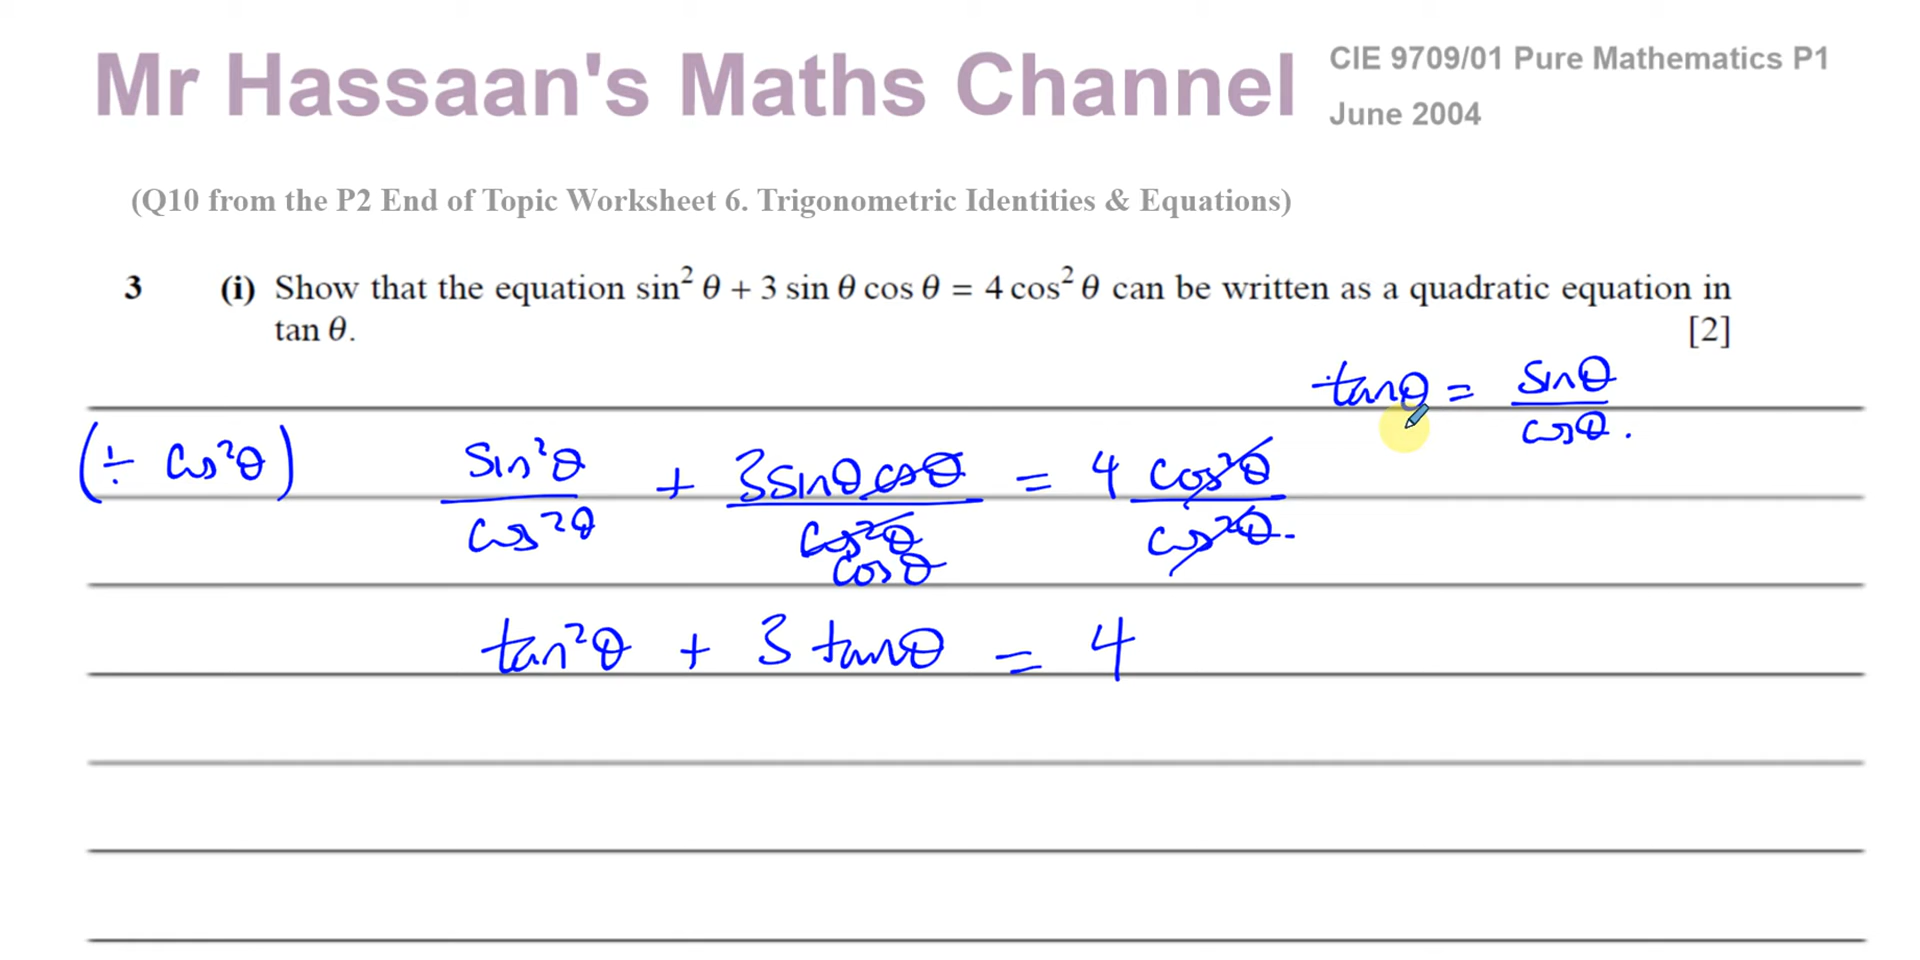 Mr Hassaan's Maths Channel
CIE 9709/01 Pure Mathematics P1
June 2004
(Q10 from the P2 End of Topic Worksheet 6. Trigonometric Identities & Equations)
3 (i) Show that the equation sin² θ + 3 sin θ cos θ = 4 cos² θ can be written as a quadratic equation in
tan θ. [2]
tanθ = sinθ / cosθ.
(÷ cos²θ) sin²θ / cos²θ + 3sinθcosθ / cos²θ = 4 cos²θ / cos²θ.
cosθ
tan²θ + 3 tanθ = 4